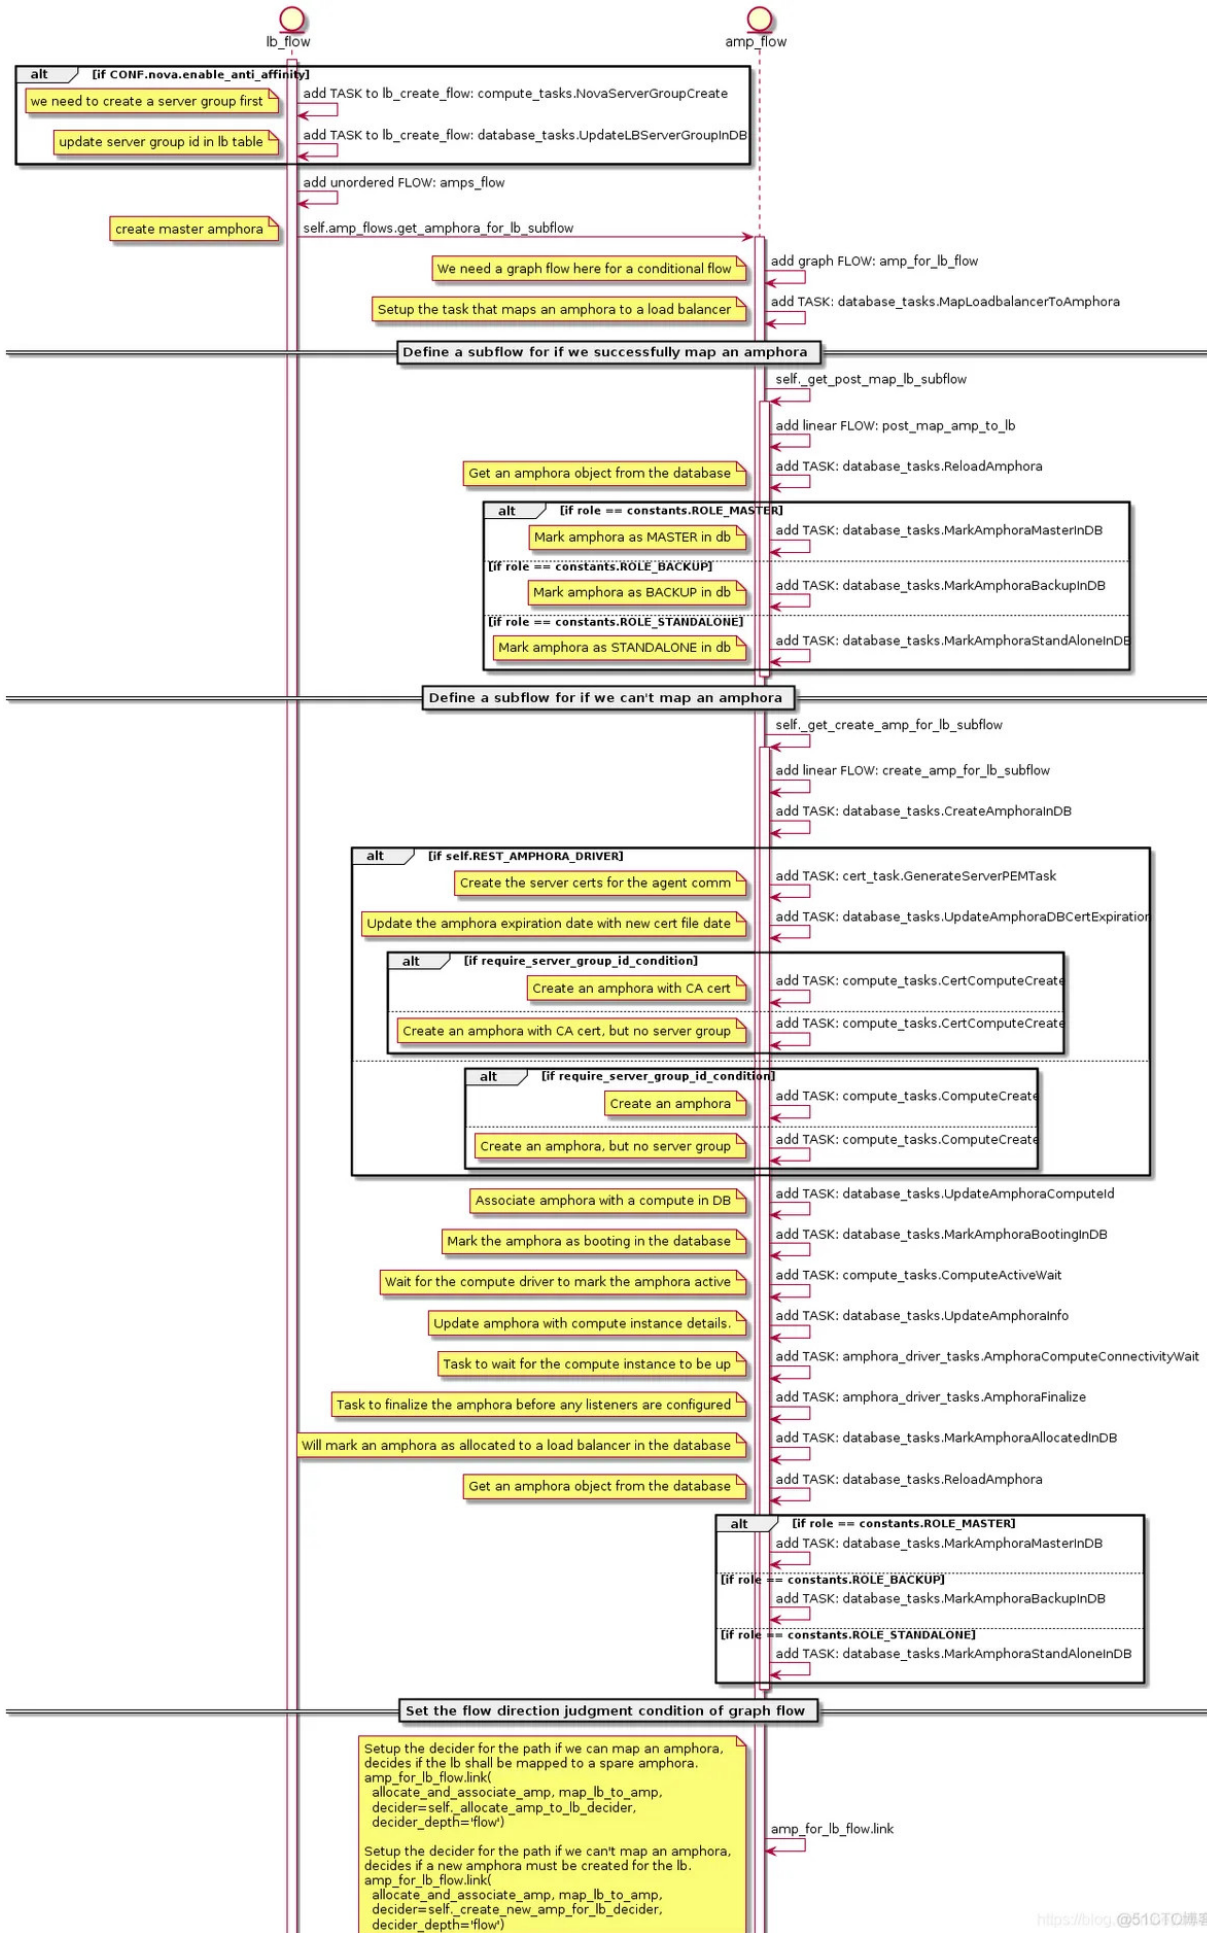 lb_flow
amp_flow
alt
[if CONF.nova.enable_anti_affinity]
we need to create a server group first
add TASK to lb_create_flow: compute_tasks.NovaServerGroupCreate
update server group id in lb table
add TASK to lb_create_flow: database_tasks.UpdateLBServerGroupInDB
add unordered FLOW: amps_flow
create master amphora
self.amp_flows.get_amphora_for_lb_subflow
We need a graph flow here for a conditional flow
add graph FLOW: amp_for_lb_flow
Setup the task that maps an amphora to a load balancer
add TASK: database_tasks.MapLoadbalancerToAmphora
Define a subflow for if we successfully map an amphora
self._get_post_map_lb_subflow
add linear FLOW: post_map_amp_to_lb
Get an amphora object from the database
add TASK: database_tasks.ReloadAmphora
alt
[if role == constants.ROLE_MASTER]
Mark amphora as MASTER in db
add TASK: database_tasks.MarkAmphoraMasterInDB
[if role == constants.ROLE_BACKUP]
Mark amphora as BACKUP in db
add TASK: database_tasks.MarkAmphoraBackupInDB
[if role == constants.ROLE_STANDALONE]
Mark amphora as STANDALONE in db
add TASK: database_tasks.MarkAmphoraStandAloneInDB
Define a subflow for if we can't map an amphora
self._get_create_amp_for_lb_subflow
add linear FLOW: create_amp_for_lb_subflow
add TASK: database_tasks.CreateAmphoraInDB
alt
[if self.REST_AMPHORA_DRIVER]
Create the server certs for the agent comm
add TASK: cert_task.GenerateServerPEMTask
Update the amphora expiration date with new cert file date
add TASK: database_tasks.UpdateAmphoraDBCertExpiration
alt
[if require_server_group_id_condition]
Create an amphora with CA cert
add TASK: compute_tasks.CertComputeCreate
Create an amphora with CA cert, but no server group
add TASK: compute_tasks.CertComputeCreate
alt
[if require_server_group_id_condition]
Create an amphora
add TASK: compute_tasks.ComputeCreate
Create an amphora, but no server group
add TASK: compute_tasks.ComputeCreate
Associate amphora with a compute in DB
add TASK: database_tasks.UpdateAmphoraComputeId
Mark the amphora as booting in the database
add TASK: database_tasks.MarkAmphoraBootingInDB
Wait for the compute driver to mark the amphora active
add TASK: compute_tasks.ComputeActiveWait
Update amphora with compute instance details.
add TASK: database_tasks.UpdateAmphoraInfo
Task to wait for the compute instance to be up
add TASK: amphora_driver_tasks.AmphoraComputeConnectivityWait
Task to finalize the amphora before any listeners are configured
add TASK: amphora_driver_tasks.AmphoraFinalize
Will mark an amphora as allocated to a load balancer in the database
add TASK: database_tasks.MarkAmphoraAllocatedInDB
Get an amphora object from the database
add TASK: database_tasks.ReloadAmphora
alt
[if role == constants.ROLE_MASTER]
add TASK: database_tasks.MarkAmphoraMasterInDB
[if role == constants.ROLE_BACKUP]
add TASK: database_tasks.MarkAmphoraBackupInDB
[if role == constants.ROLE_STANDALONE]
add TASK: database_tasks.MarkAmphoraStandAloneInDB
Set the flow direction judgment condition of graph flow
Setup the decider for the path if we can map an amphora,
decides if the lb shall be mapped to a spare amphora.
amp_for_lb_flow.link(
allocate_and_associate_amp, map_lb_to_amp,
decider=self._allocate_amp_to_lb_decider,
decider_depth='flow')
amp_for_lb_flow.link
Setup the decider for the path if we can't map an amphora,
decides if a new amphora must be created for the lb.
amp_for_lb_flow.link(
allocate_and_associate_amp, map_lb_to_amp,
decider=self._create_new_amp_for_lb_decider,
decider_depth='flow')
https://blog.
@51CTO博客